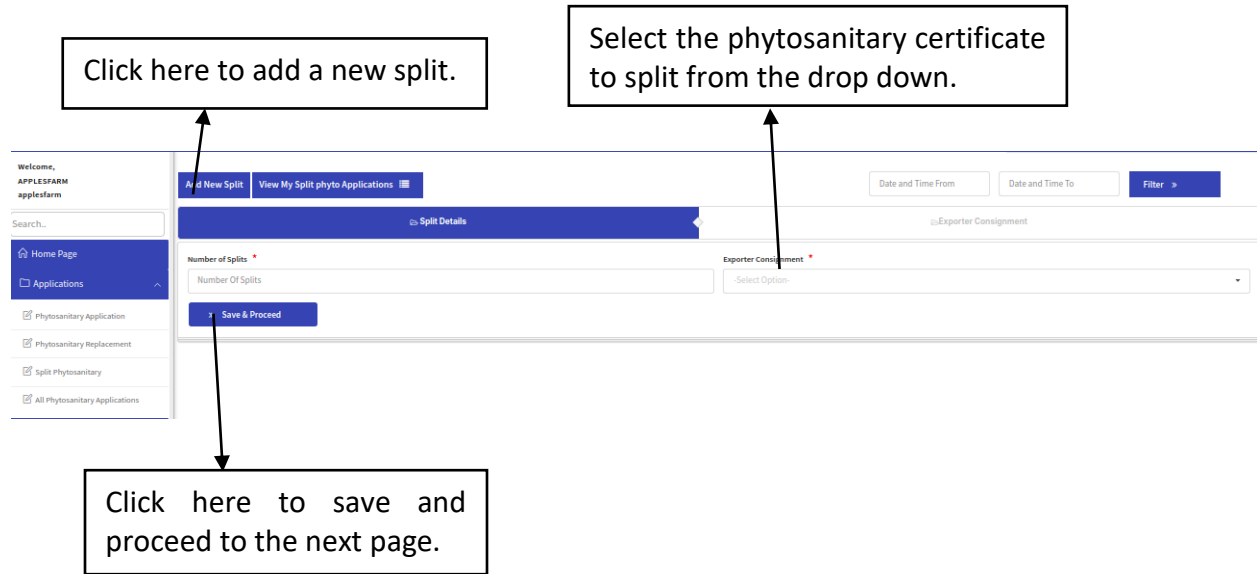 Click here to add a new split.
Select the phytosanitary certificate
to split from the drop down.
Welcome,
APPLESFARM
applesfarm
Search..
Home Page
Applications
Phytosanitary Application
Phytosanitary Replacement
Split Phytosanitary
All Phytosanitary Applications
Add New Split
View My Split phyto Applications
Date and Time From
Date and Time To
Filter »
Split Details
Exporter Consignment
Number of Splits *
Number Of Splits
Exporter Consignment *
-Select Option-
Save & Proceed
Click here to save and
proceed to the next page.